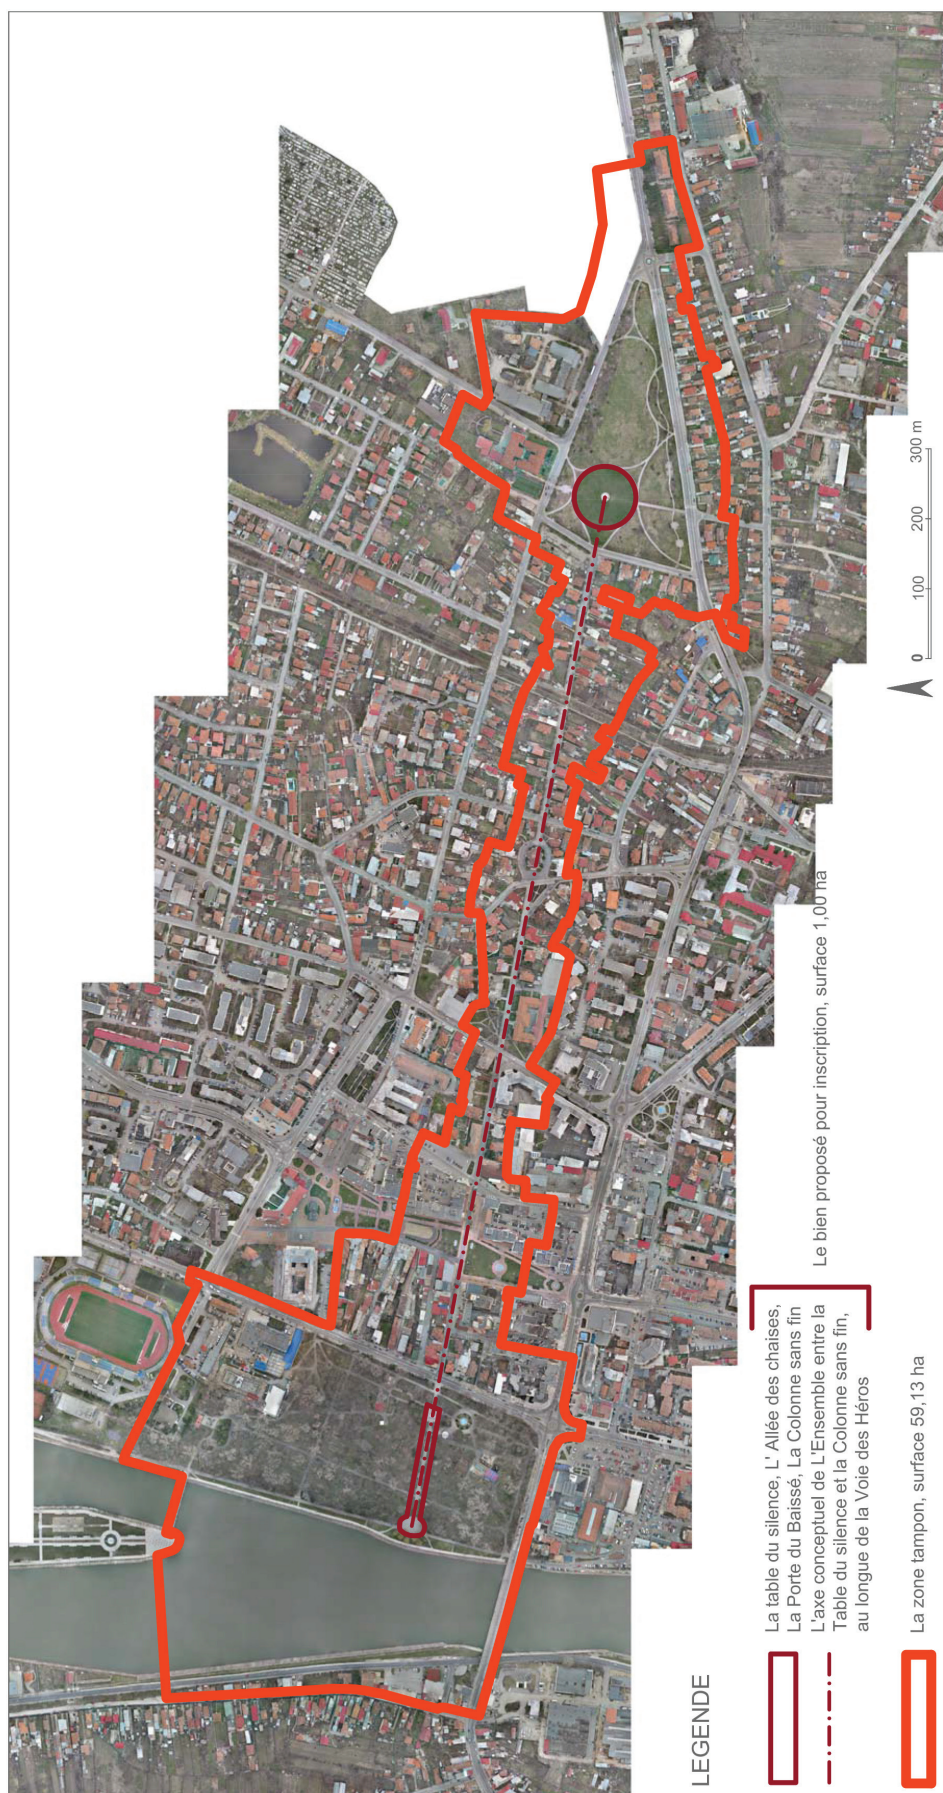 LEGENDE
La table du silence, L' Allée des chaises,
La Porte du Baissé, La Colonne sans fin
L'axe conceptuel de L'Ensemble entre la
Table du silence et la Colonne sans fin,
au longue de la Voie des Héros
Le bien proposé pour inscription, surface 1,00 ha
La zone tampon, surface 59,13 ha
0 100 200 300 m